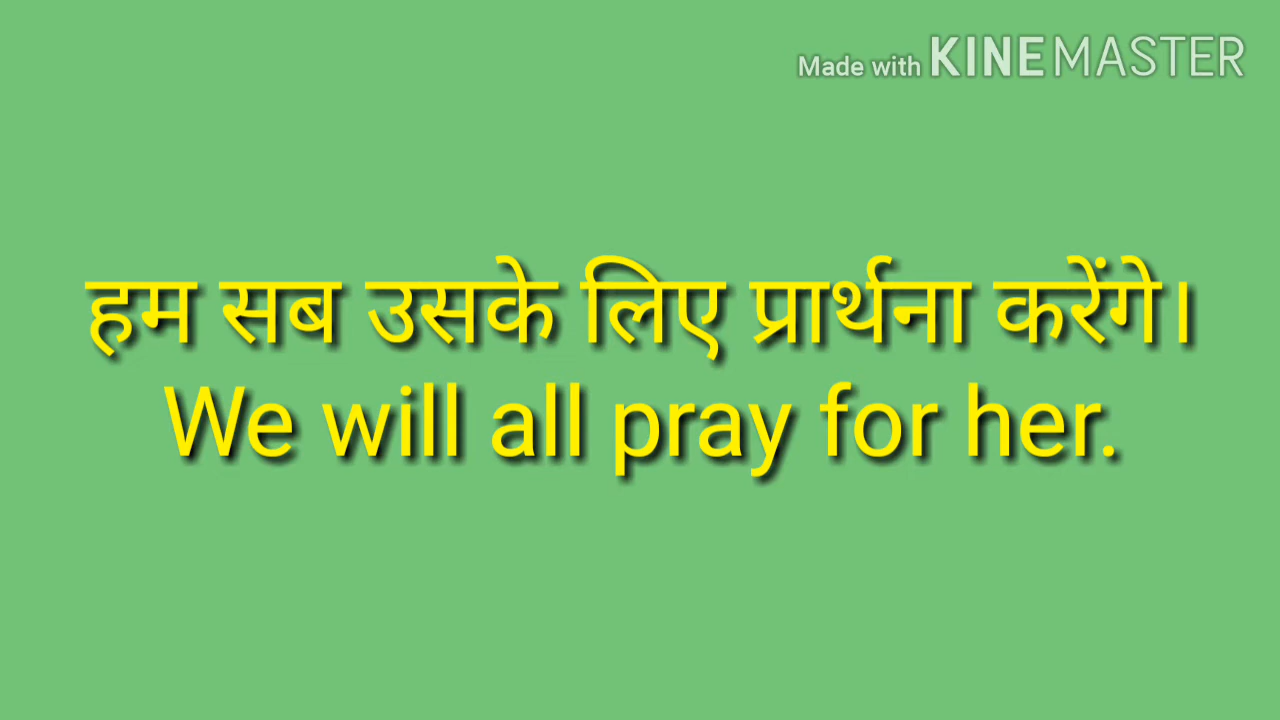 Made with KINEMASTER
हम सब उसके लिए प्रार्थना करेंगे।
We will all pray for her.